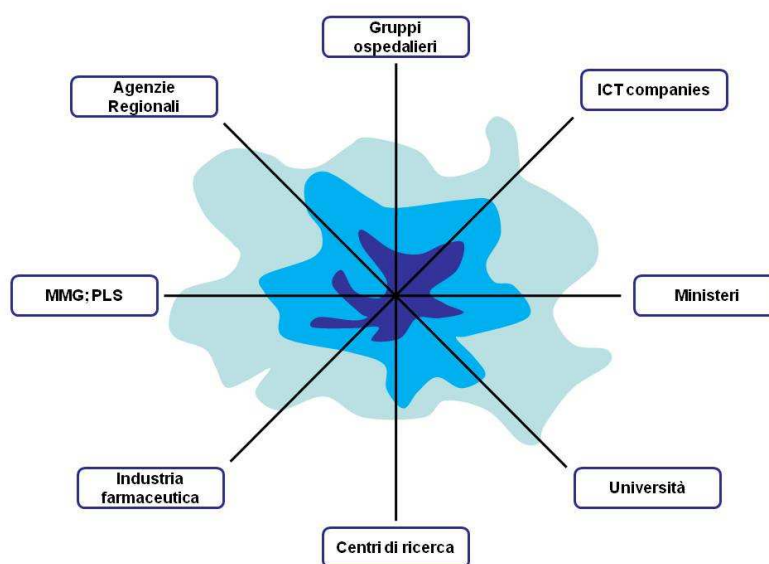 Gruppi
ospedalieri
Agenzie
Regionali
ICT companies
MMG; PLS
Ministeri
Industria
farmaceutica
Università
Centri di ricerca